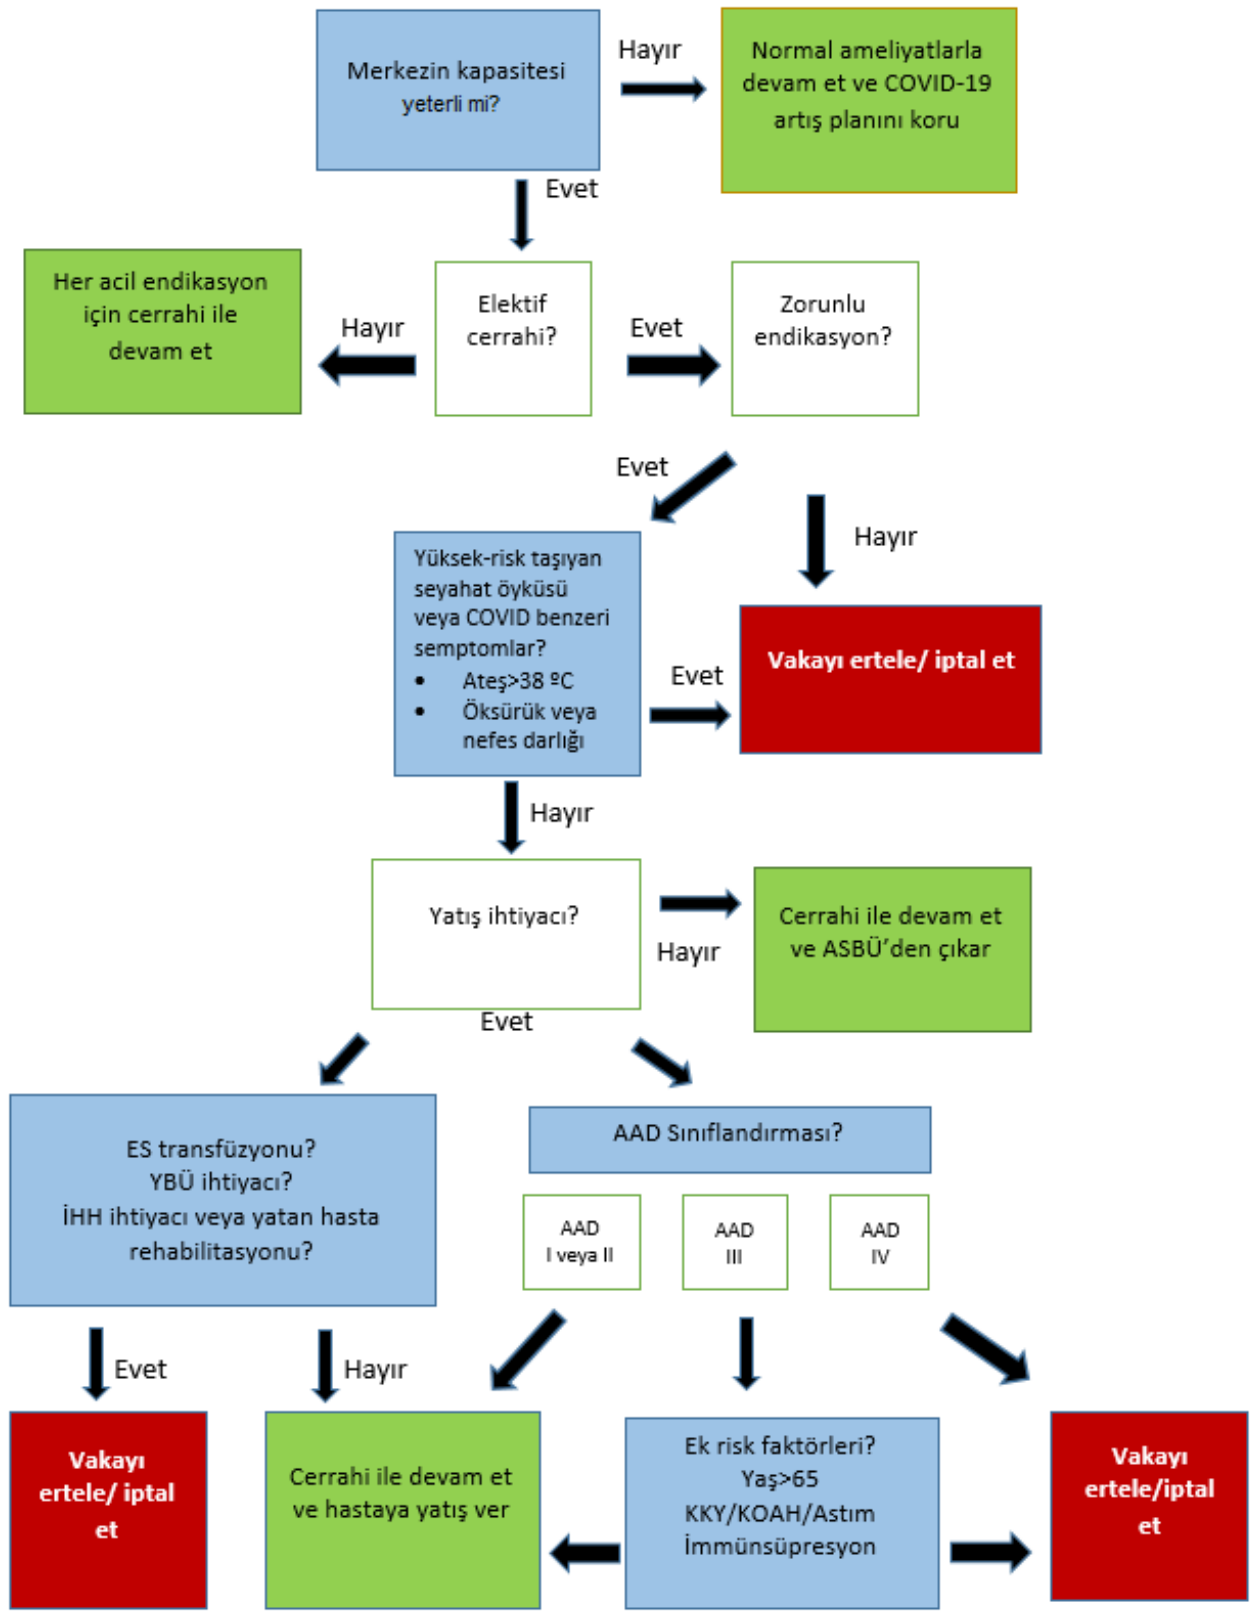 Merkezin kapasitesi
yeterli mi?
Hayır
Normal ameliyatlarla
devam et ve COVID-19
artış planını koru
Evet
Her acil endikasyon
için cerrahi ile
devam et
Hayır
Elektif
cerrahi?
Evet
Zorunlu
endikasyon?
Evet
Hayır
Yüksek-risk taşıyan
seyahat öyküsü
veya COVID benzeri
semptomlar?
• Ateş>38 ºC
• Öksürük veya
nefes darlığı
Evet
Vakayı ertele/ iptal et
Hayır
Yatış ihtiyacı?
Hayır
Cerrahi ile devam et
ve ASBÜ’den çıkar
Evet
ES transfüzyonu?
YBÜ ihtiyacı?
İHH ihtiyacı veya yatan hasta
rehabilitasyonu?
AAD Sınıflandırması?
AAD
I veya II
AAD
III
AAD
IV
Evet
Hayır
Vakayı
ertele/ iptal
et
Cerrahi ile devam et
ve hastaya yatış ver
Ek risk faktörleri?
Yaş>65
KKY/KOAH/Astım
İmmünsüpresyon
Vakayı
ertele/iptal
et